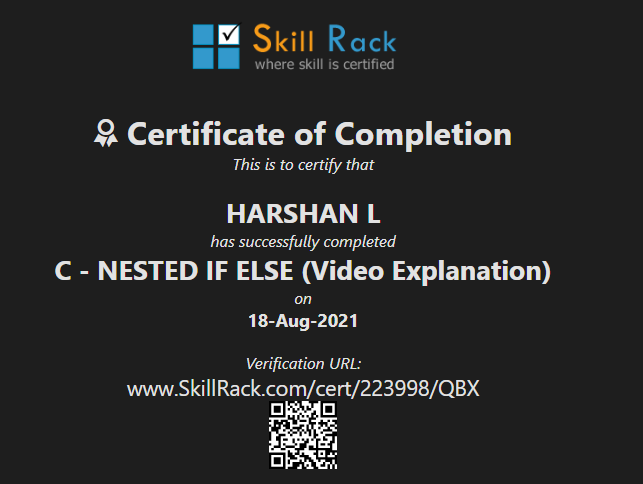 Skill Rack
where skill is certified
Certificate of Completion
This is to certify that
HARSHAN L
has successfully completed
C - NESTED IF ELSE (Video Explanation)
on
18-Aug-2021
Verification URL:
www.SkillRack.com/cert/223998/QBX